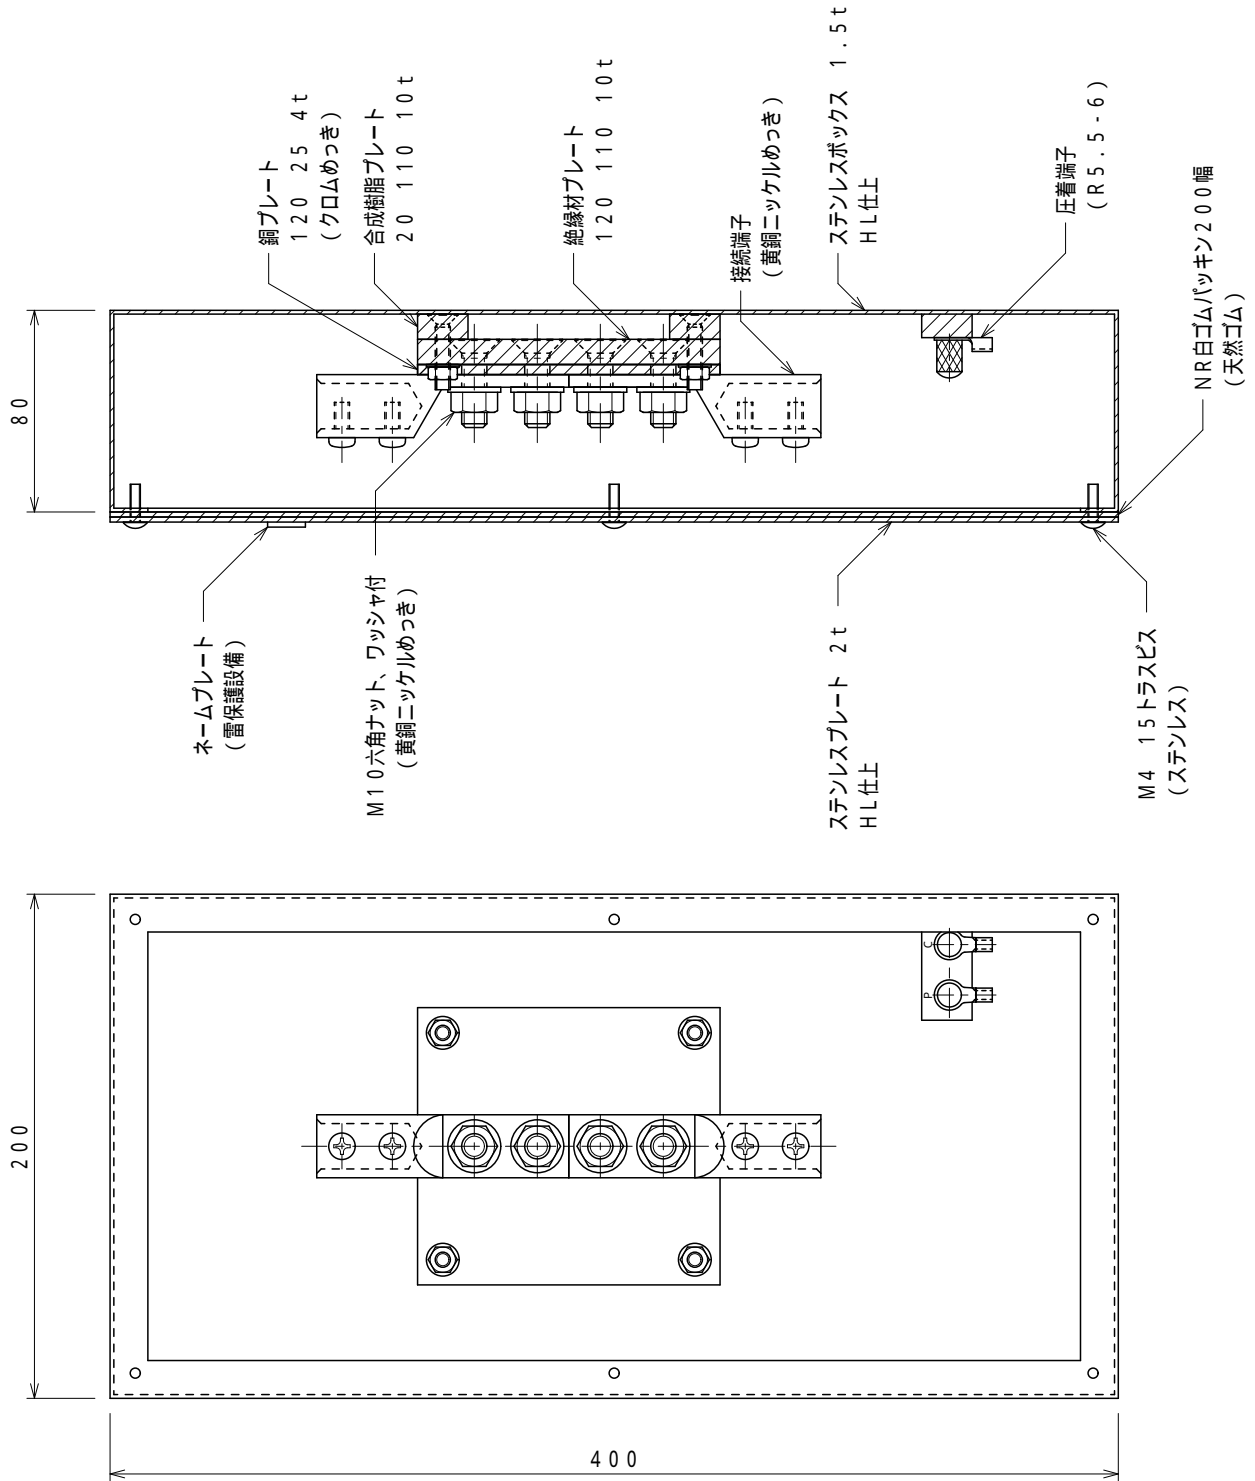 銅プレート
120 25 4t
(クロムめっき)
合成樹脂プレート
20 110 10t
絶縁材プレート
120 110 10t
接続端子
(黄銅ニッケルめっき)
ステンレスボックス 1.5t
HL仕上
圧着端子
(R5.5-6)
NR白ゴムパッキン200幅
(天然ゴム)
80
ネームプレート
(雷保護設備)
M10六角ナット、ワッシャ付
(黄銅ニッケルめっき)
ステンレスプレート 2t
HL仕上
M4 15トラスビス
(ステンレス)
200
C
P
400